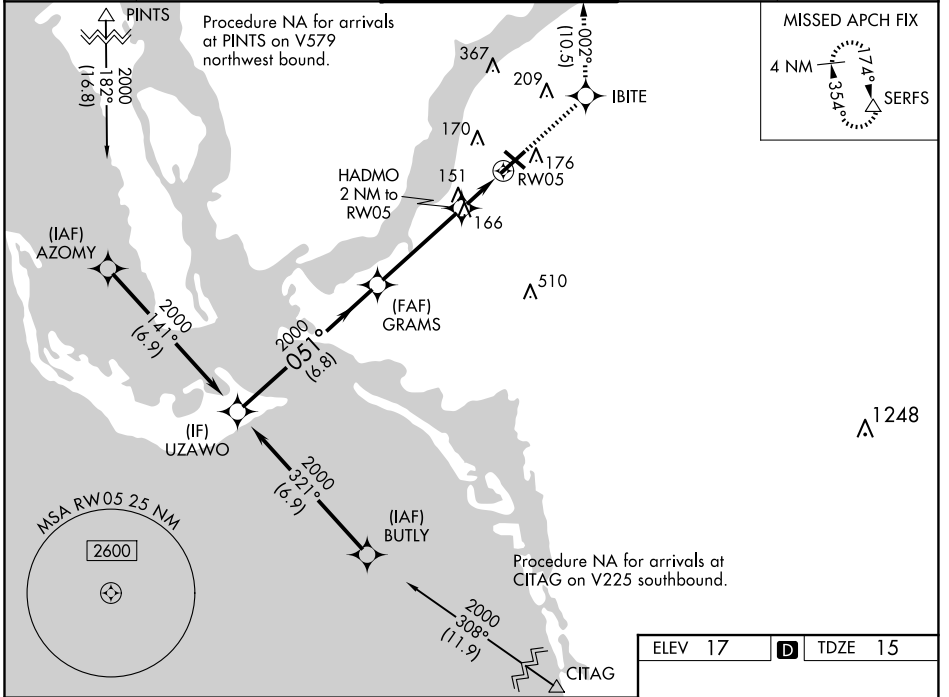 PINTS
2000
182°
(16.8)
Procedure NA for arrivals
at PINTS on V579
northwest bound.
367
209
002°
(10.5)
IBITE
MISSED APCH FIX
4 NM
174°
354°
SERFS
170
176
RW05
HADMO
2 NM to
RW05
151
166
(IAF)
AZOMY
2000
141°
(6.9)
(FAF)
GRAMS
510
2000
051°
(6.8)
(IF)
UZAWO
1248
2000
321°
(6.9)
(IAF)
BUTLY
MSA RW05 25 NM
2600
Procedure NA for arrivals at
CITAG on V225 southbound.
2000
308°
(11.9)
CITAG
ELEV 17 D TDZE 15